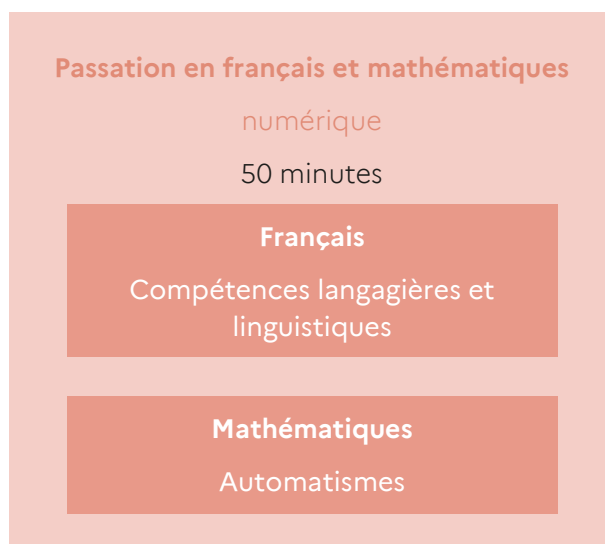 Passation en français et mathématiques
numérique
50 minutes
Français
Compétences langagières et
linguistiques
Mathématiques
Automatismes